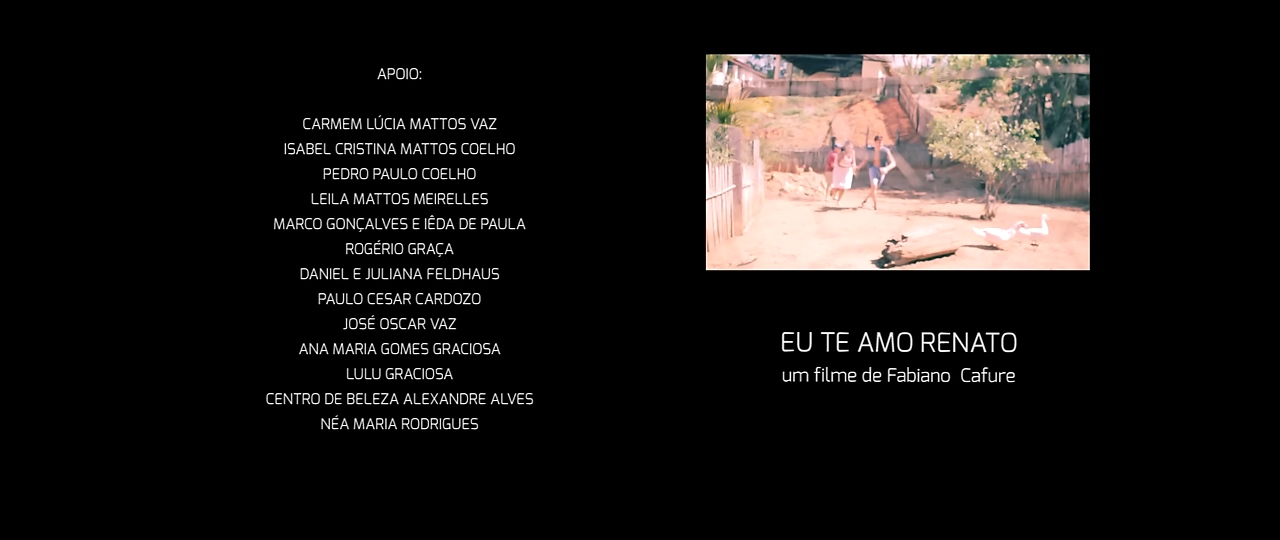 APOIO:
CARMEM LÚCIA MATTOS VAZ
ISABEL CRISTINA MATTOS COELHO
PEDRO PAULO COELHO
LEILA MATTOS MEIRELLES
MARCO GONÇALVES E IÊDA DE PAULA
ROGÉRIO GRAÇA
DANIEL E JULIANA FELDHAUS
PAULO CESAR CARDOZO
JOSÉ OSCAR VAZ
ANA MARIA GOMES GRACIOSA
LULU GRACIOSA
CENTRO DE BELEZA ALEXANDRE ALVES
NÉA MARIA RODRIGUES
EU TE AMO RENATO
um filme de Fabiano Cafure